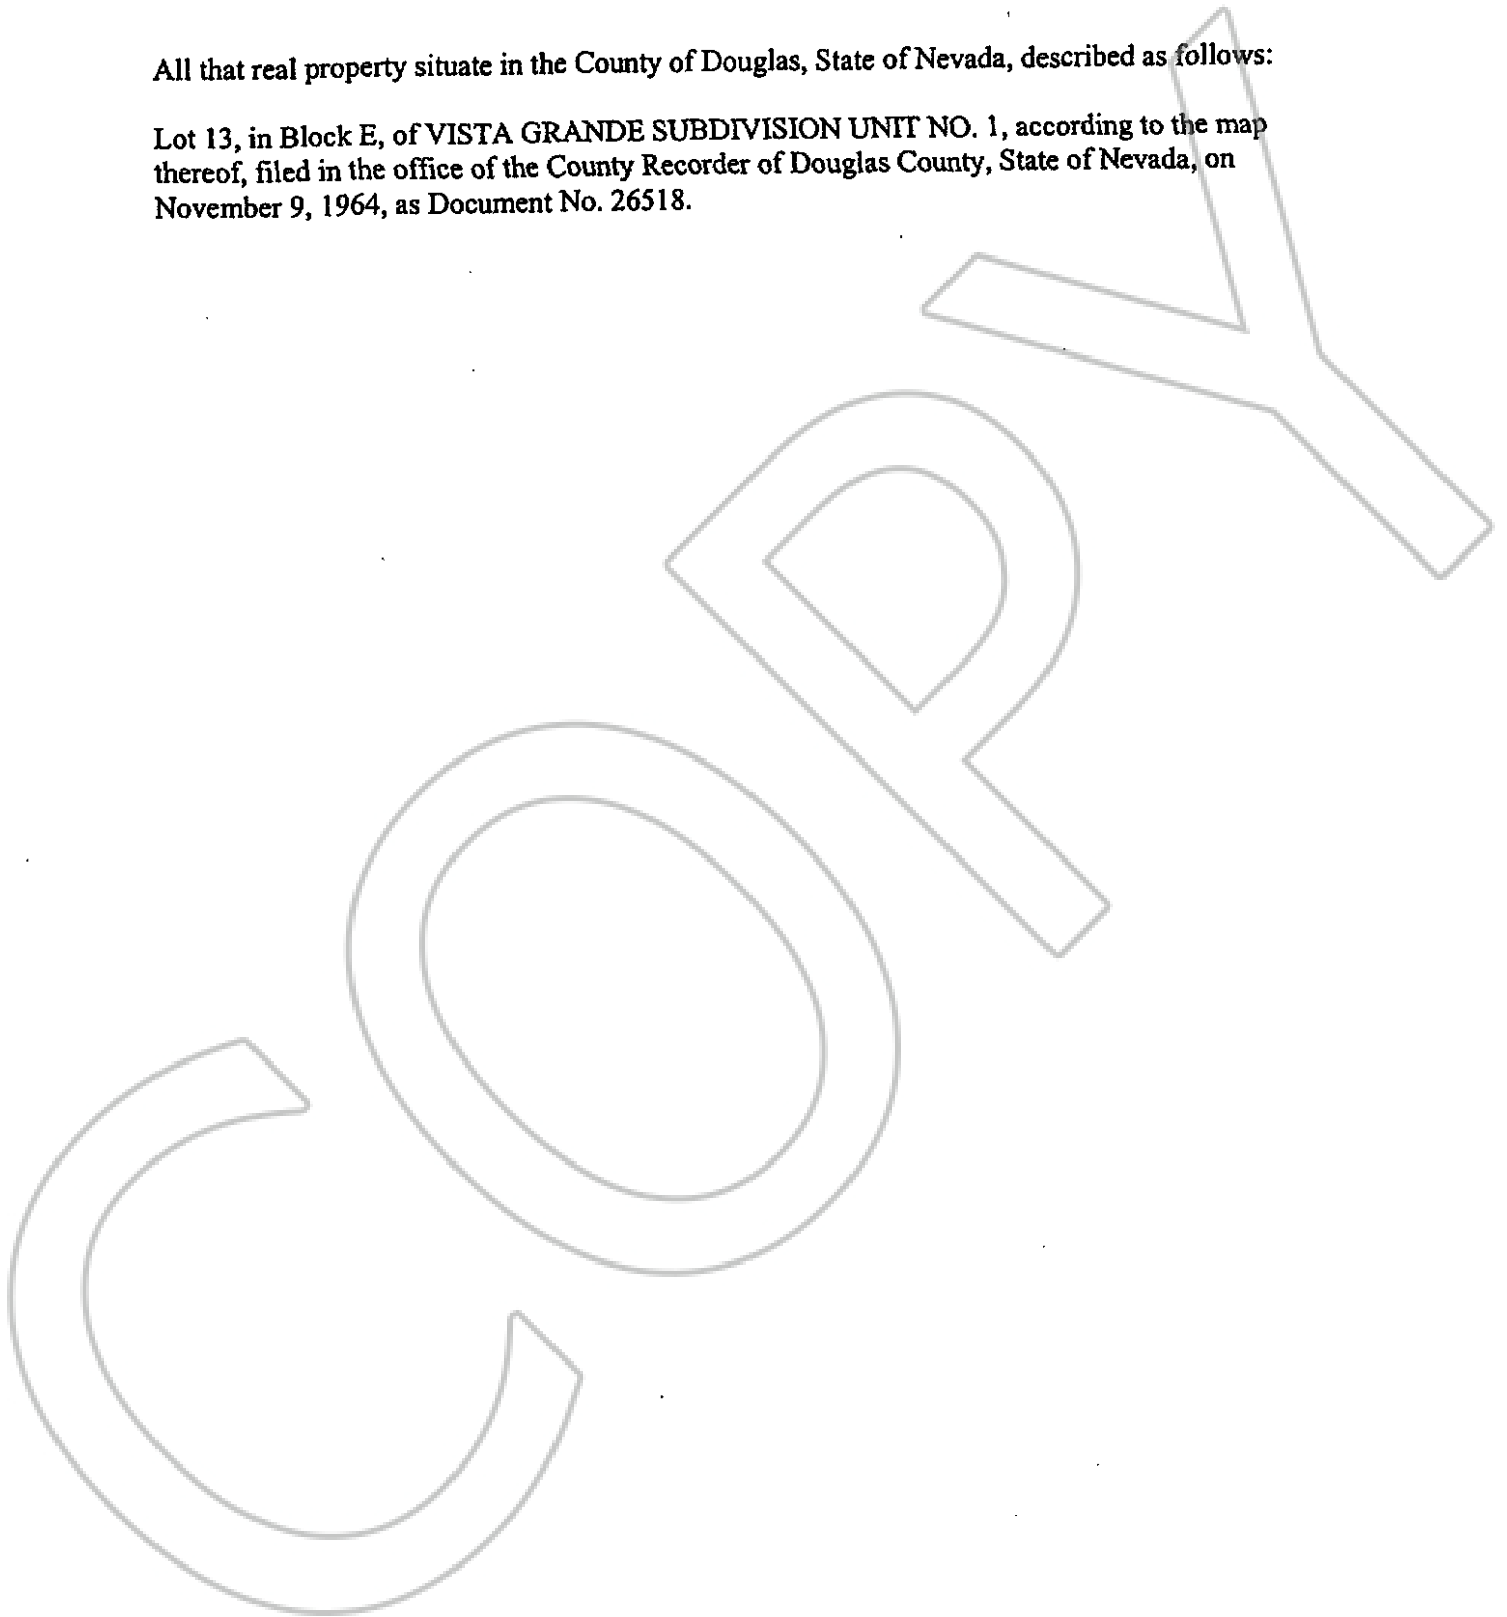 All that real property situate in the County of Douglas, State of Nevada, described as follows:
Lot 13, in Block E, of VISTA GRANDE SUBDIVISION UNIT NO. 1, according to the map
thereof, filed in the office of the County Recorder of Douglas County, State of Nevada, on
November 9, 1964, as Document No. 26518.
COPY